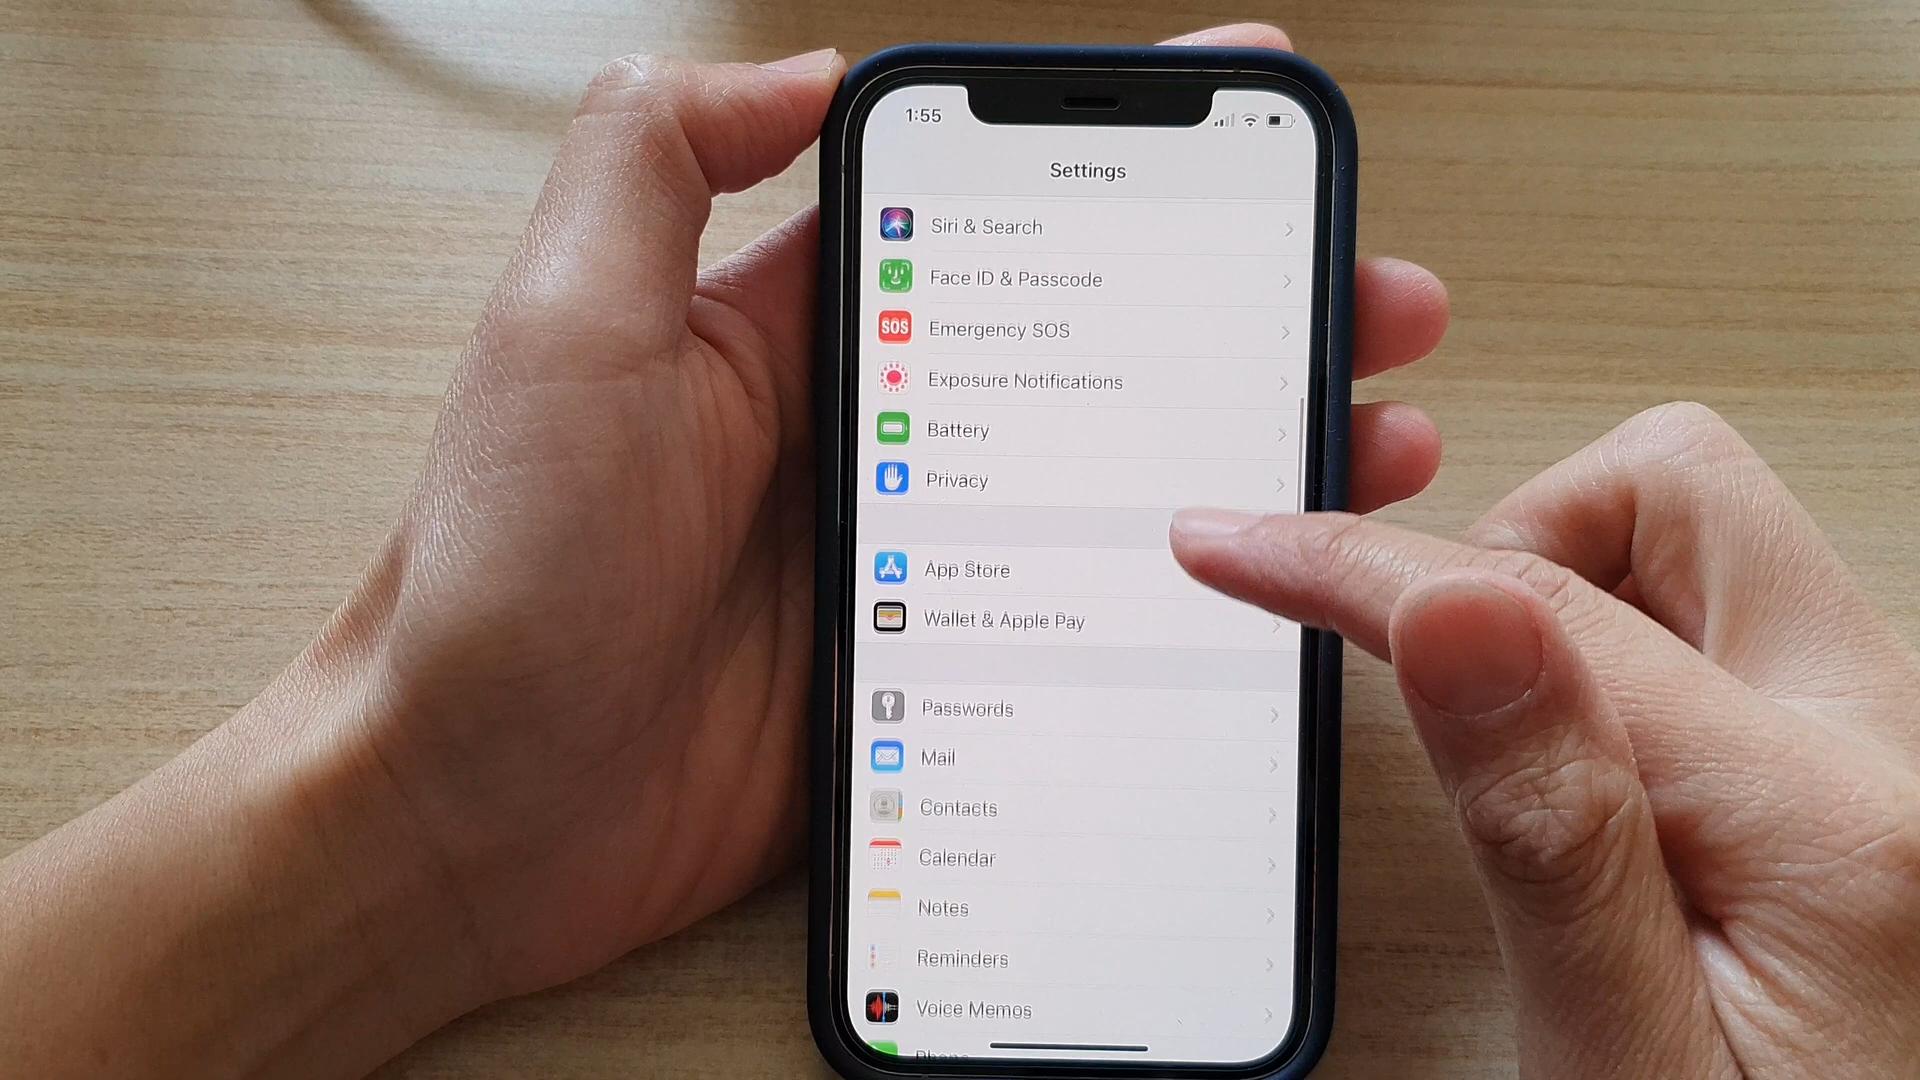 1:55
Settings
Siri & Search
Face ID & Passcode
SOS
Emergency SOS
Exposure Notifications
Battery
Privacy
App Store
Wallet & Apple Pay
Passwords
Mail
Contacts
Calendar
Notes
Reminders
Voice Memos
Phone